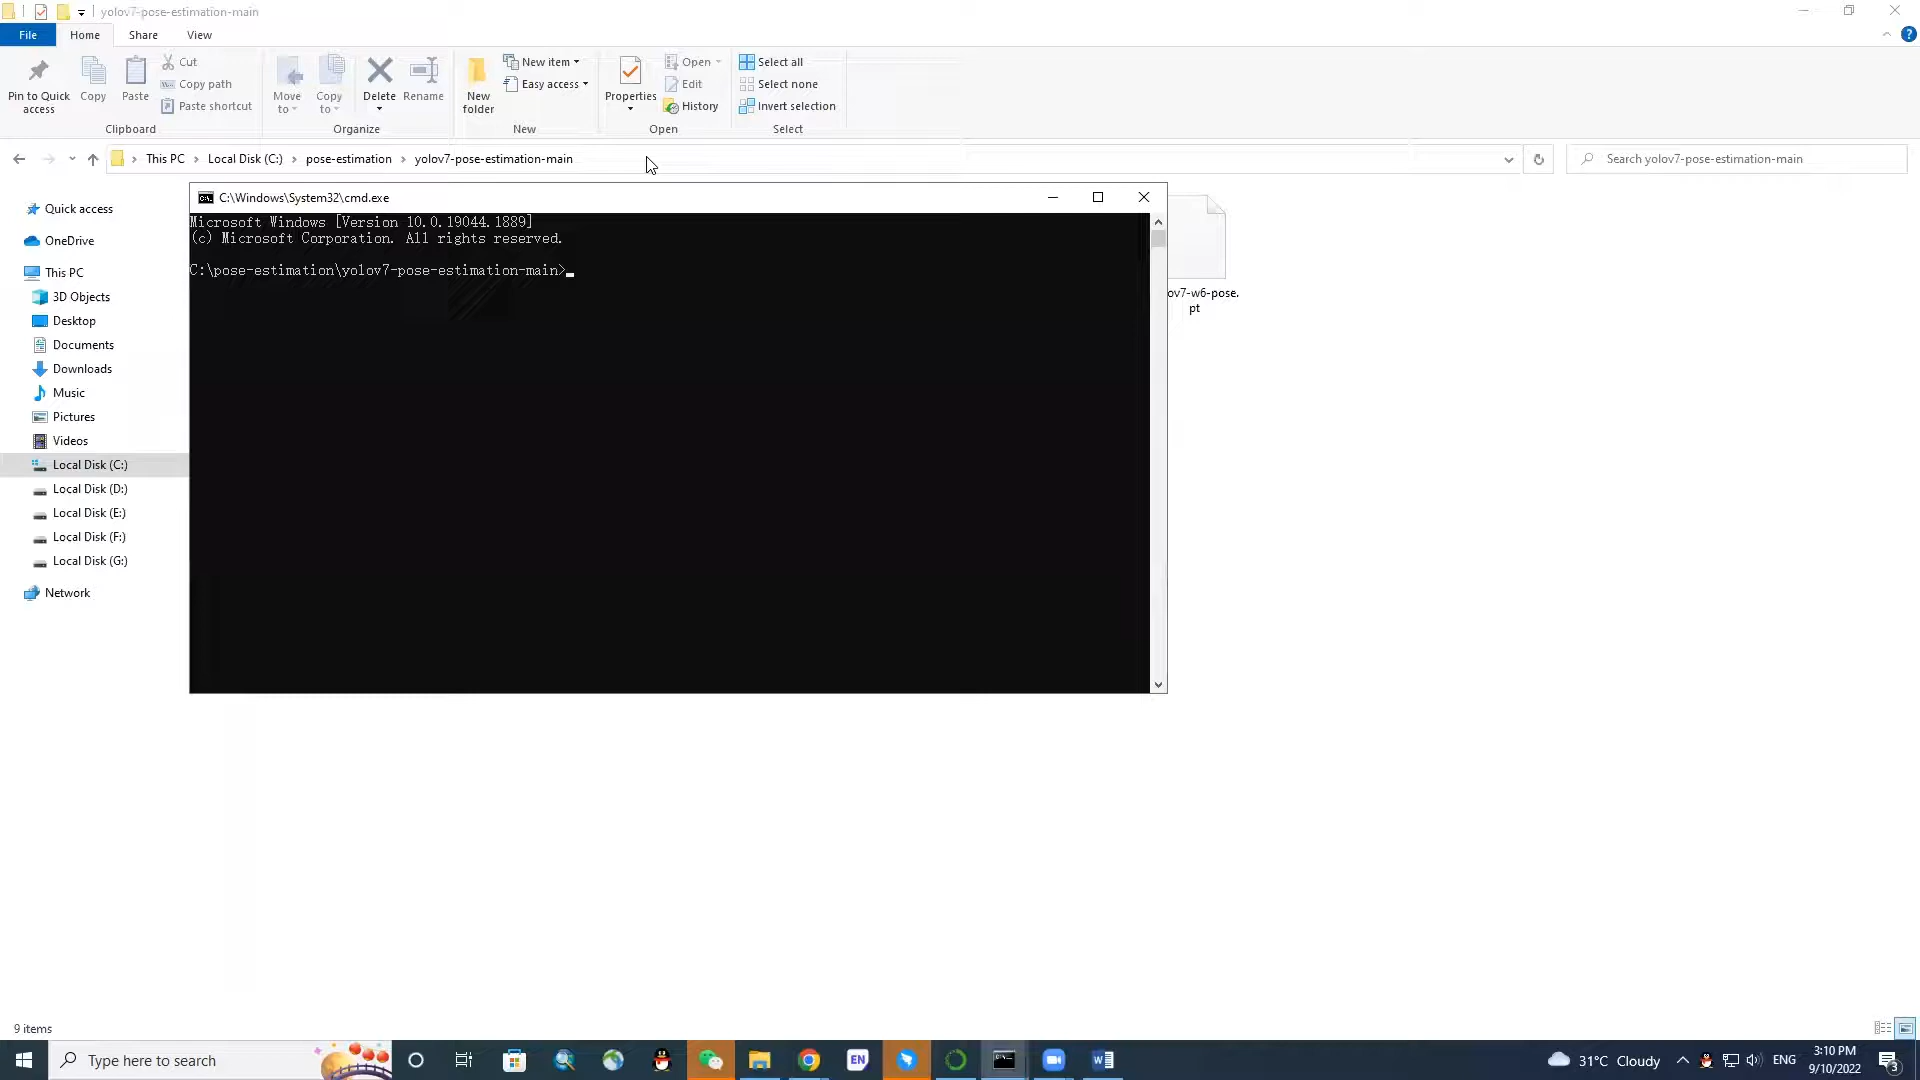 yolov7-pose-estimation-main
File Home Share View
Pin to Quick access
Copy
Paste
Cut
Copy path
Paste shortcut
Clipboard
Move to
Copy to
Delete
Rename
Organize
New folder
New item
Easy access
New
Properties
Open
Edit
History
Open
Select all
Select none
Invert selection
Select
This PC > Local Disk (C:) > pose-estimation > yolov7-pose-estimation-main
Search yolov7-pose-estimation-main
Quick access
OneDrive
This PC
3D Objects
Desktop
Documents
Downloads
Music
Pictures
Videos
Local Disk (C:)
Local Disk (D:)
Local Disk (E:)
Local Disk (F:)
Local Disk (G:)
Network
C:\Windows\System32\cmd.exe
Microsoft Windows [Version 10.0.19044.1889]
(c) Microsoft Corporation. All rights reserved.
C:\pose-estimation\yolov7-pose-estimation-main>
ov7-w6-pose.
pt
9 items
Type here to search
EN
31°C Cloudy
ENG
3:10 PM
9/10/2022
3